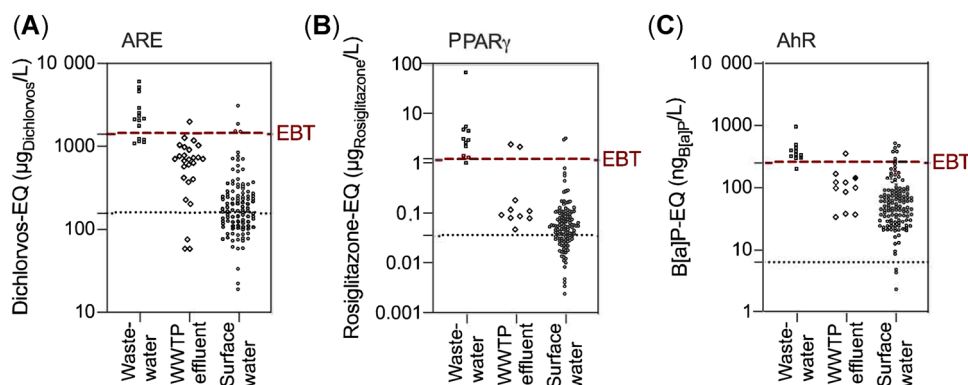 (A)
ARE
Dichlorvos-EQ (µgDichlorvos/L)
10 000
1000
100
10
EBT
Waste-
water
WWTP
effluent
Surface
water
(B)
PPARγ
Rosiglitazone-EQ (µgRosiglitazone/L)
100
10
1
0.1
0.01
0.001
EBT
Waste-
water
WWTP
effluent
Surface
water
(C)
AhR
B[a]P-EQ (ngB[a]P/L)
10 000
1000
100
10
1
EBT
Waste-
water
WWTP
effluent
Surface
water